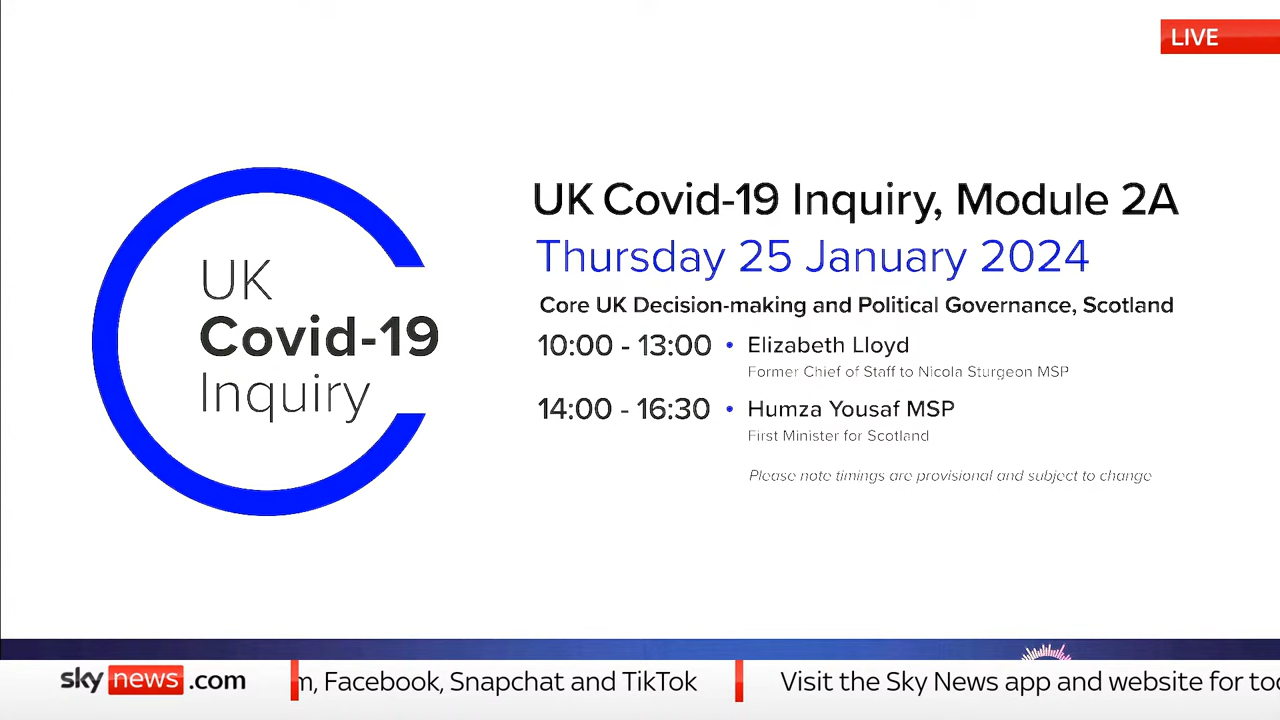 LIVE
UK
Covid-19
Inquiry
UK Covid-19 Inquiry, Module 2A
Thursday 25 January 2024
Core UK Decision-making and Political Governance, Scotland
10:00 - 13:00 • Elizabeth Lloyd
Former Chief of Staff to Nicola Sturgeon MSP
14:00 - 16:30 • Humza Yousaf MSP
First Minister for Scotland
Please note timings are provisional and subject to change
sky news .com
m, Facebook, Snapchat and TikTok
Visit the Sky News app and website for